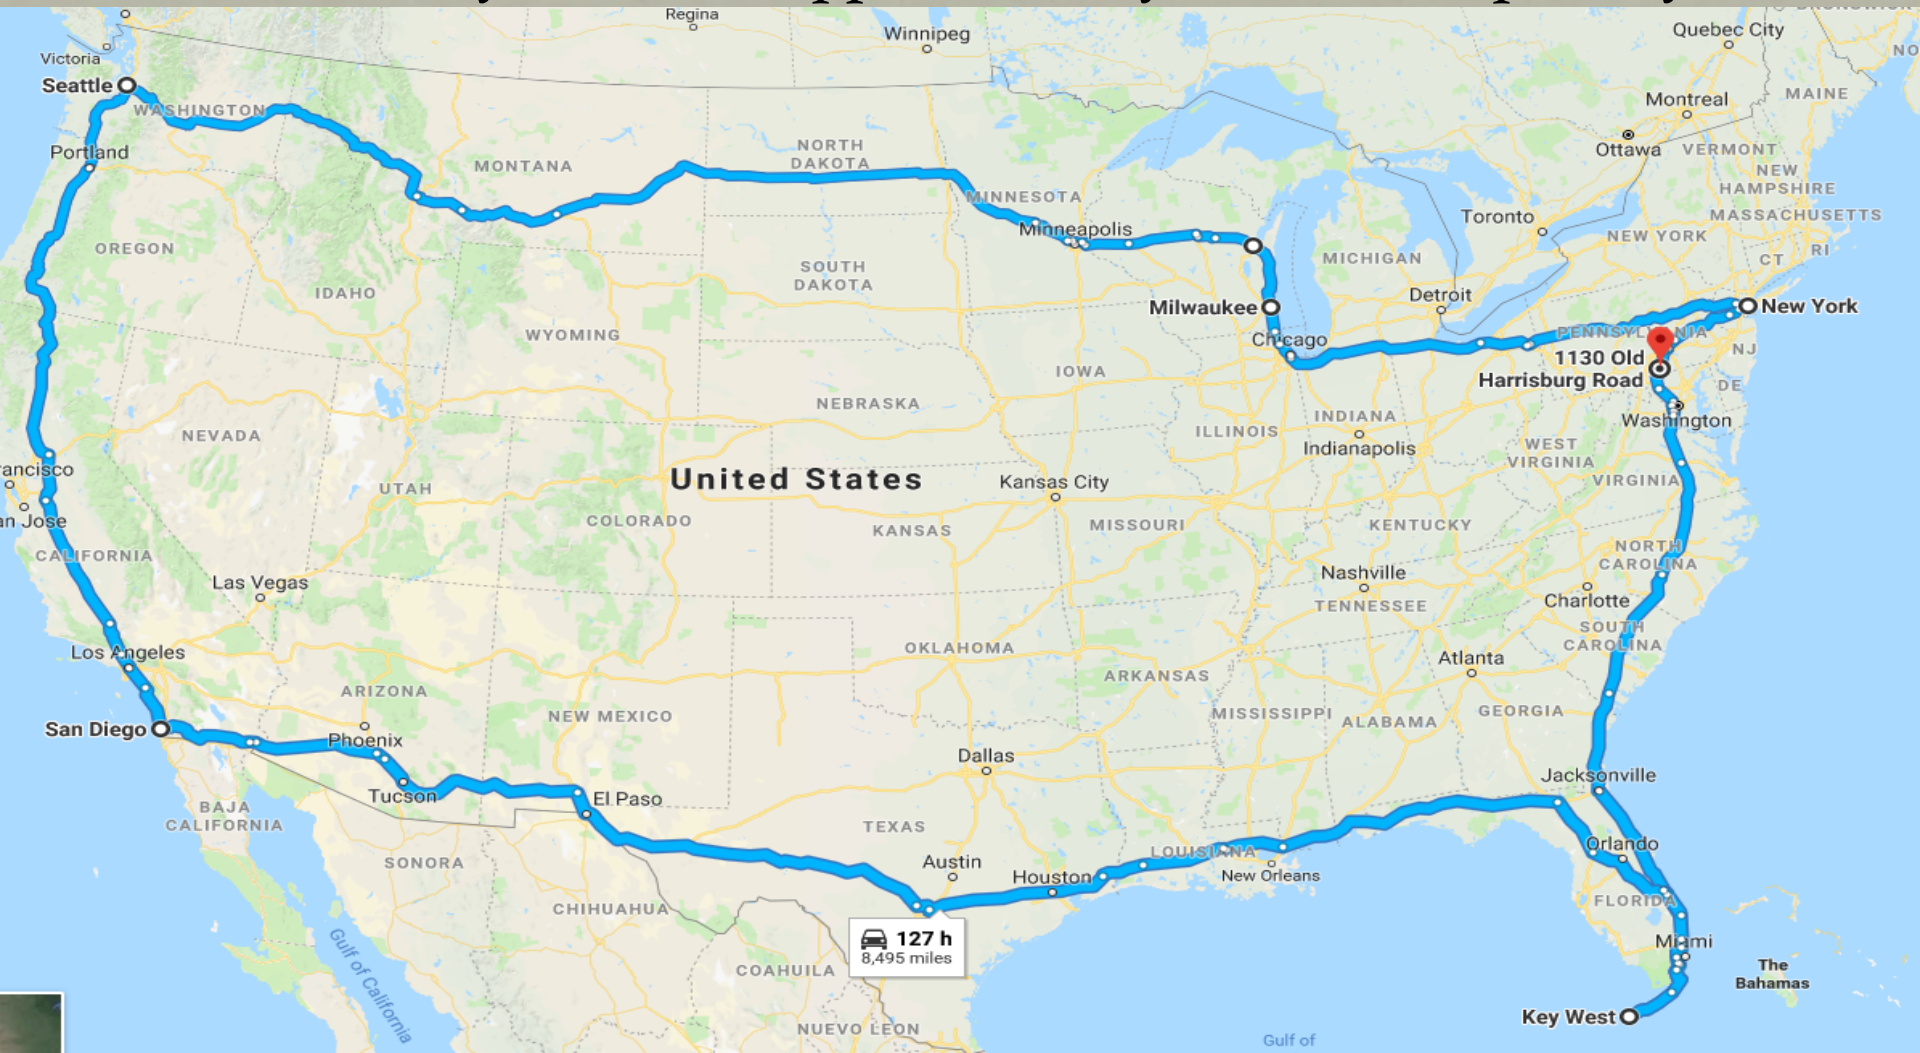 Regina
Winnipeg
Quebec City
Victoria
Seattle
WASHINGTON
Montreal
MAINE
Portland
MONTANA
NORTH
DAKOTA
Ottawa
VERMONT
NEW
HAMPSHIRE
MINNESOTA
Minneapolis
Toronto
MASSACHUSETTS
NEW YORK
CT
RI
OREGON
IDAHO
SOUTH
DAKOTA
MICHIGAN
Detroit
WYOMING
Milwaukee
Chicago
PENNSYLVANIA
New York
1130 Old
Harrisburg Road
NJ
DE
IOWA
NEBRASKA
ILLINOIS
INDIANA
Indianapolis
Washington
NEVADA
WEST
VIRGINIA
VIRGINIA
rancisco
an Jose
UTAH
United States
Kansas City
COLORADO
KANSAS
MISSOURI
KENTUCKY
CALIFORNIA
Las Vegas
Nashville
TENNESSEE
NORTH
CAROLINA
Charlotte
SOUTH
CAROLINA
Los Angeles
ARIZONA
NEW MEXICO
OKLAHOMA
ARKANSAS
Atlanta
MISSISSIPPI
ALABAMA
GEORGIA
San Diego
Phoenix
Tucson
El Paso
Dallas
Jacksonville
BAJA
CALIFORNIA
SONORA
TEXAS
Austin
Houston
LOUISIANA
New Orleans
Orlando
FLORIDA
CHIHUAHUA
127 h
8,495 miles
Gulf of California
COAHUILA
Miami
The
Bahamas
NUEVO LEON
Key West
Gulf of